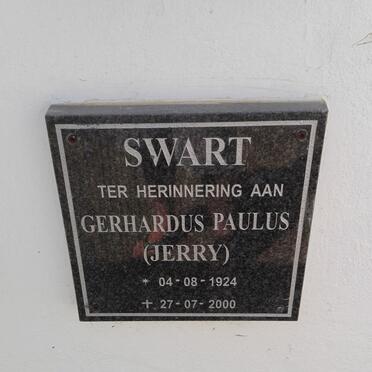 SWART
TER HERINNERING AAN
GERHARDUS PAULUS
(JERRY)
* 04-08-1924
+ 27-07-2000